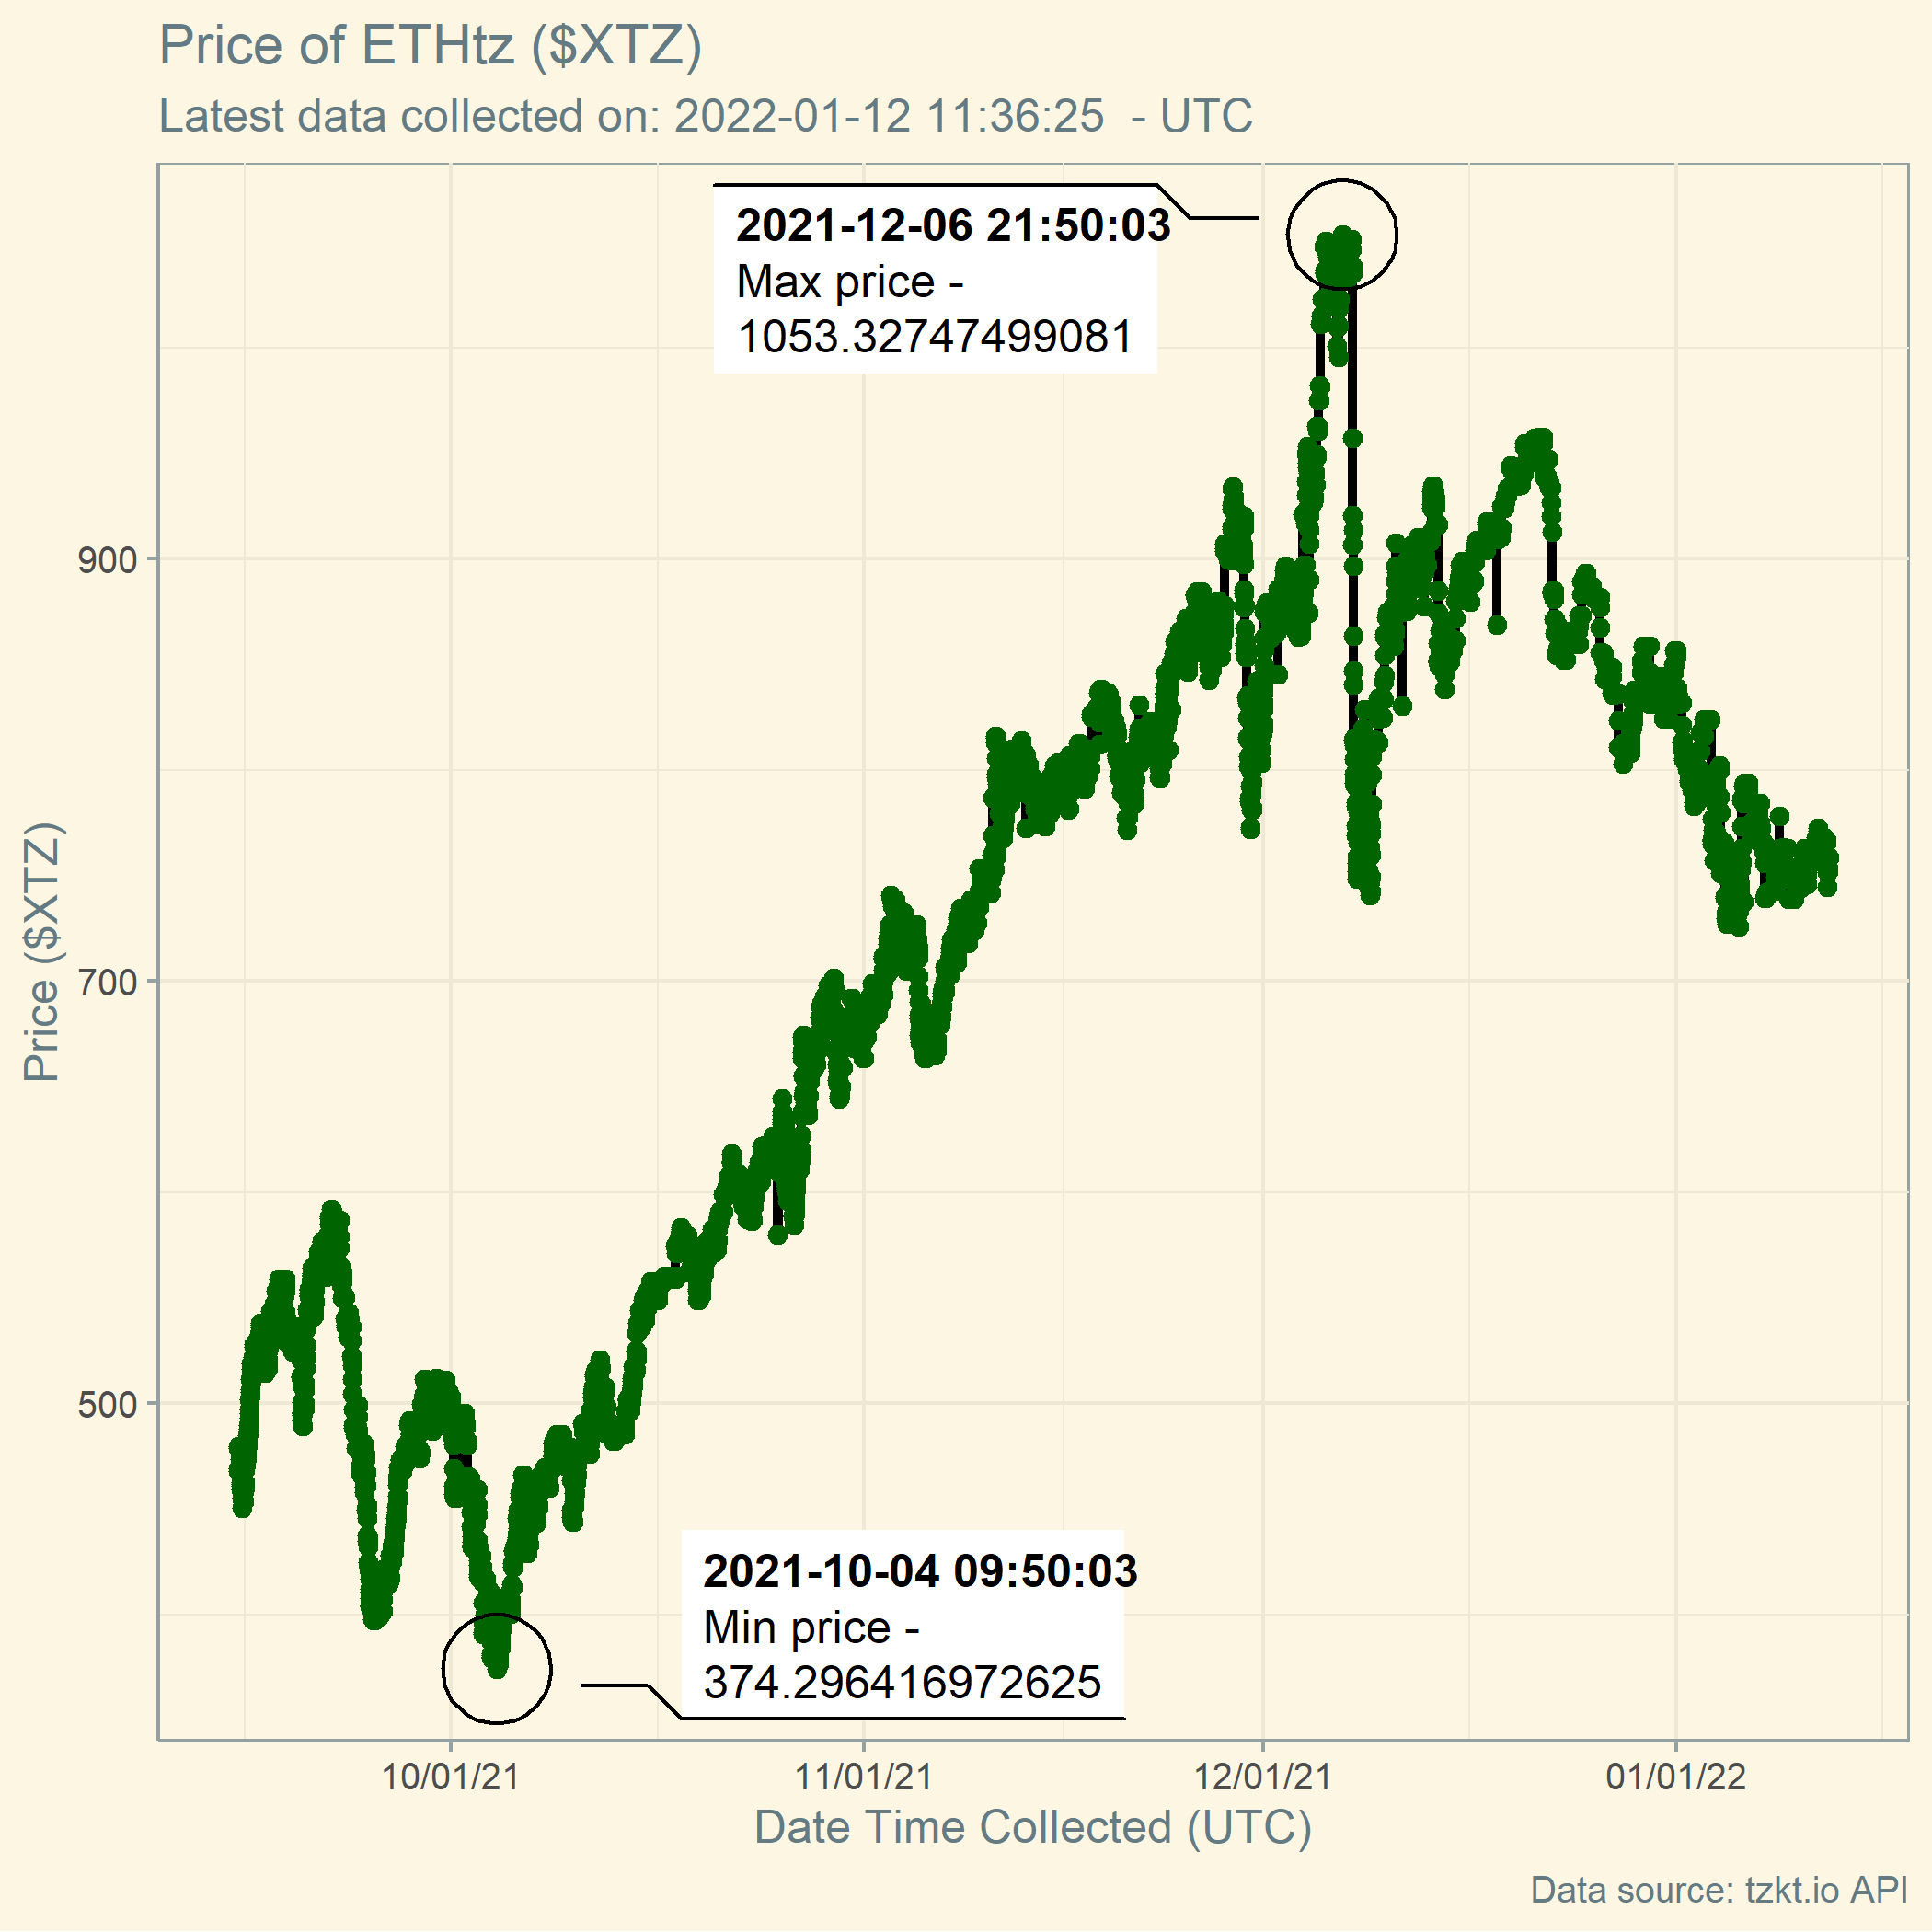 Price of ETHtz ($XTZ)
Latest data collected on: 2022-01-12 11:36:25  - UTC
2021-12-06 21:50:03
Max price -
1053.32747499081
900
700
500
Price ($XTZ)
2021-10-04 09:50:03
Min price -
374.296416972625
10/01/21
11/01/21
12/01/21
01/01/22
Date Time Collected (UTC)
Data source: tzkt.io API